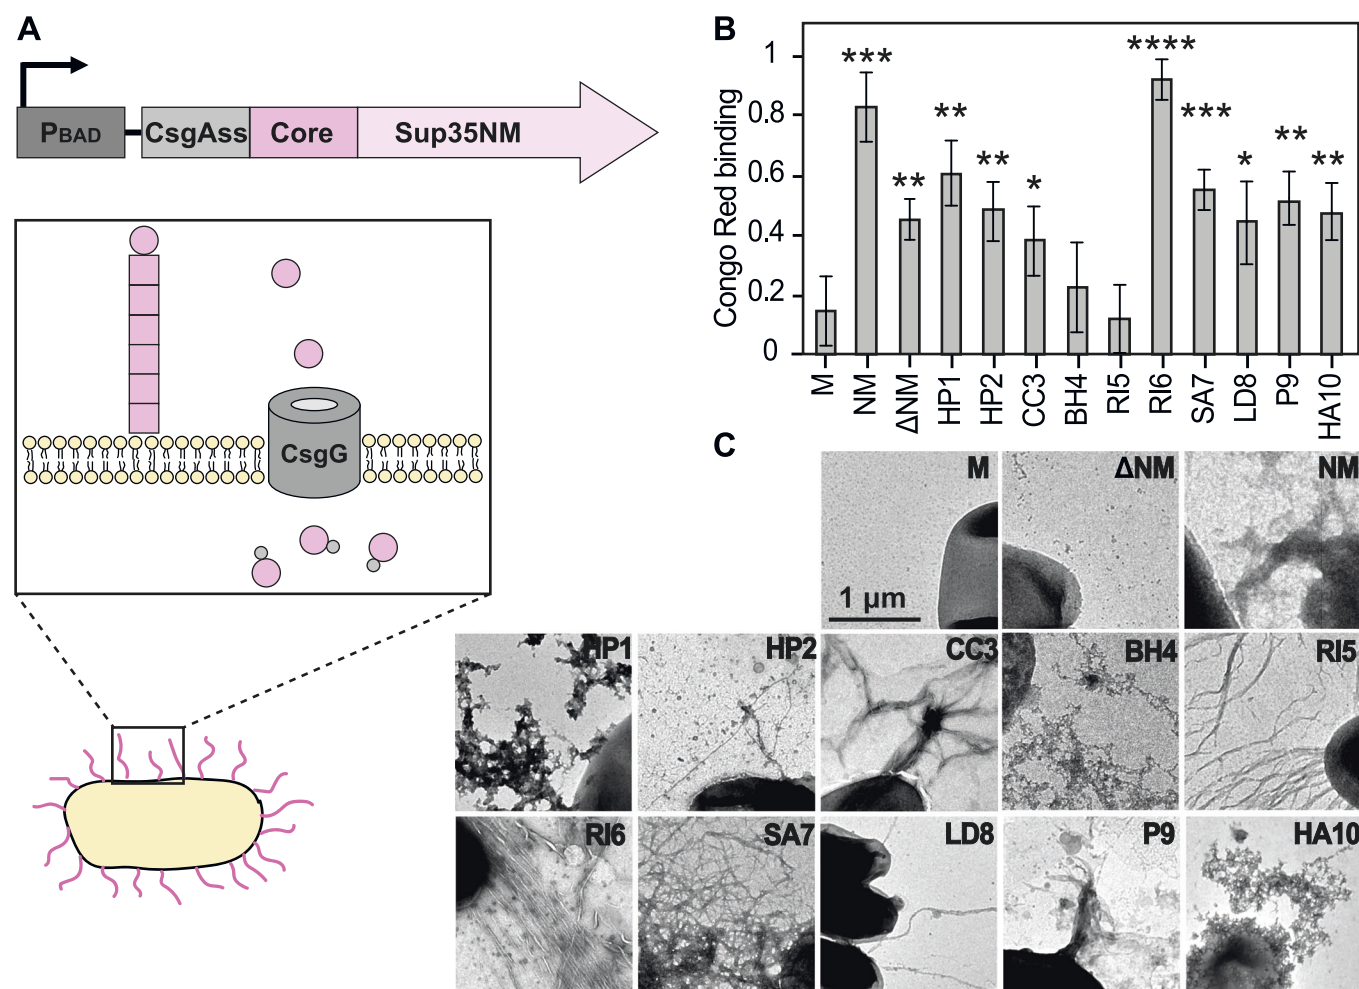 A
PBAD CsgAss Core Sup35NM
CsgG
B
Congo Red binding
1
0.8
0.6
0.4
0.2
0
*** ** ** ** * **** *** * ** **
M NM ΔNM HP1 HP2 CC3 BH4 RI5 RI6 SA7 LD8 P9 HA10
C
M ΔNM NM
1 μm
HP1 HP2 CC3 BH4 RI5
RI6 SA7 LD8 P9 HA10